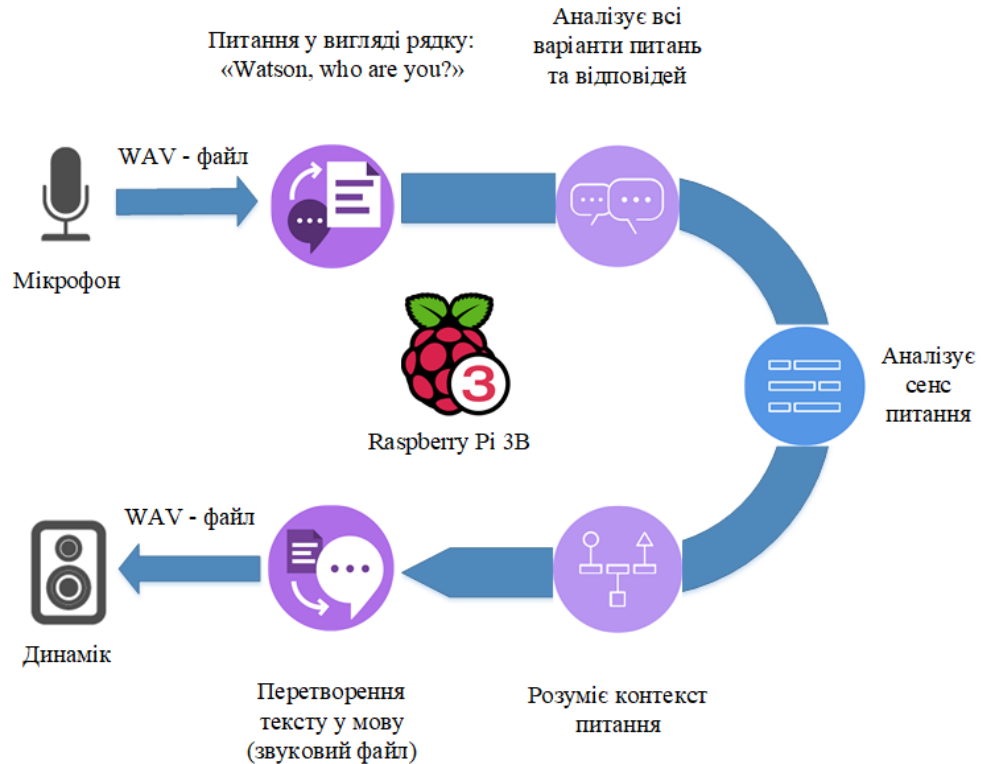 Питання у вигляді рядку:
«Watson, who are you?»
Аналізує всі
варіанти питань
та відповідей
WAV - файл
Мікрофон
3
Raspberry Pi 3B
Аналізує
сенс
питання
WAV - файл
Динамік
Перетворення
тексту у мову
(звуковий файл)
Розуміє контекст
питання